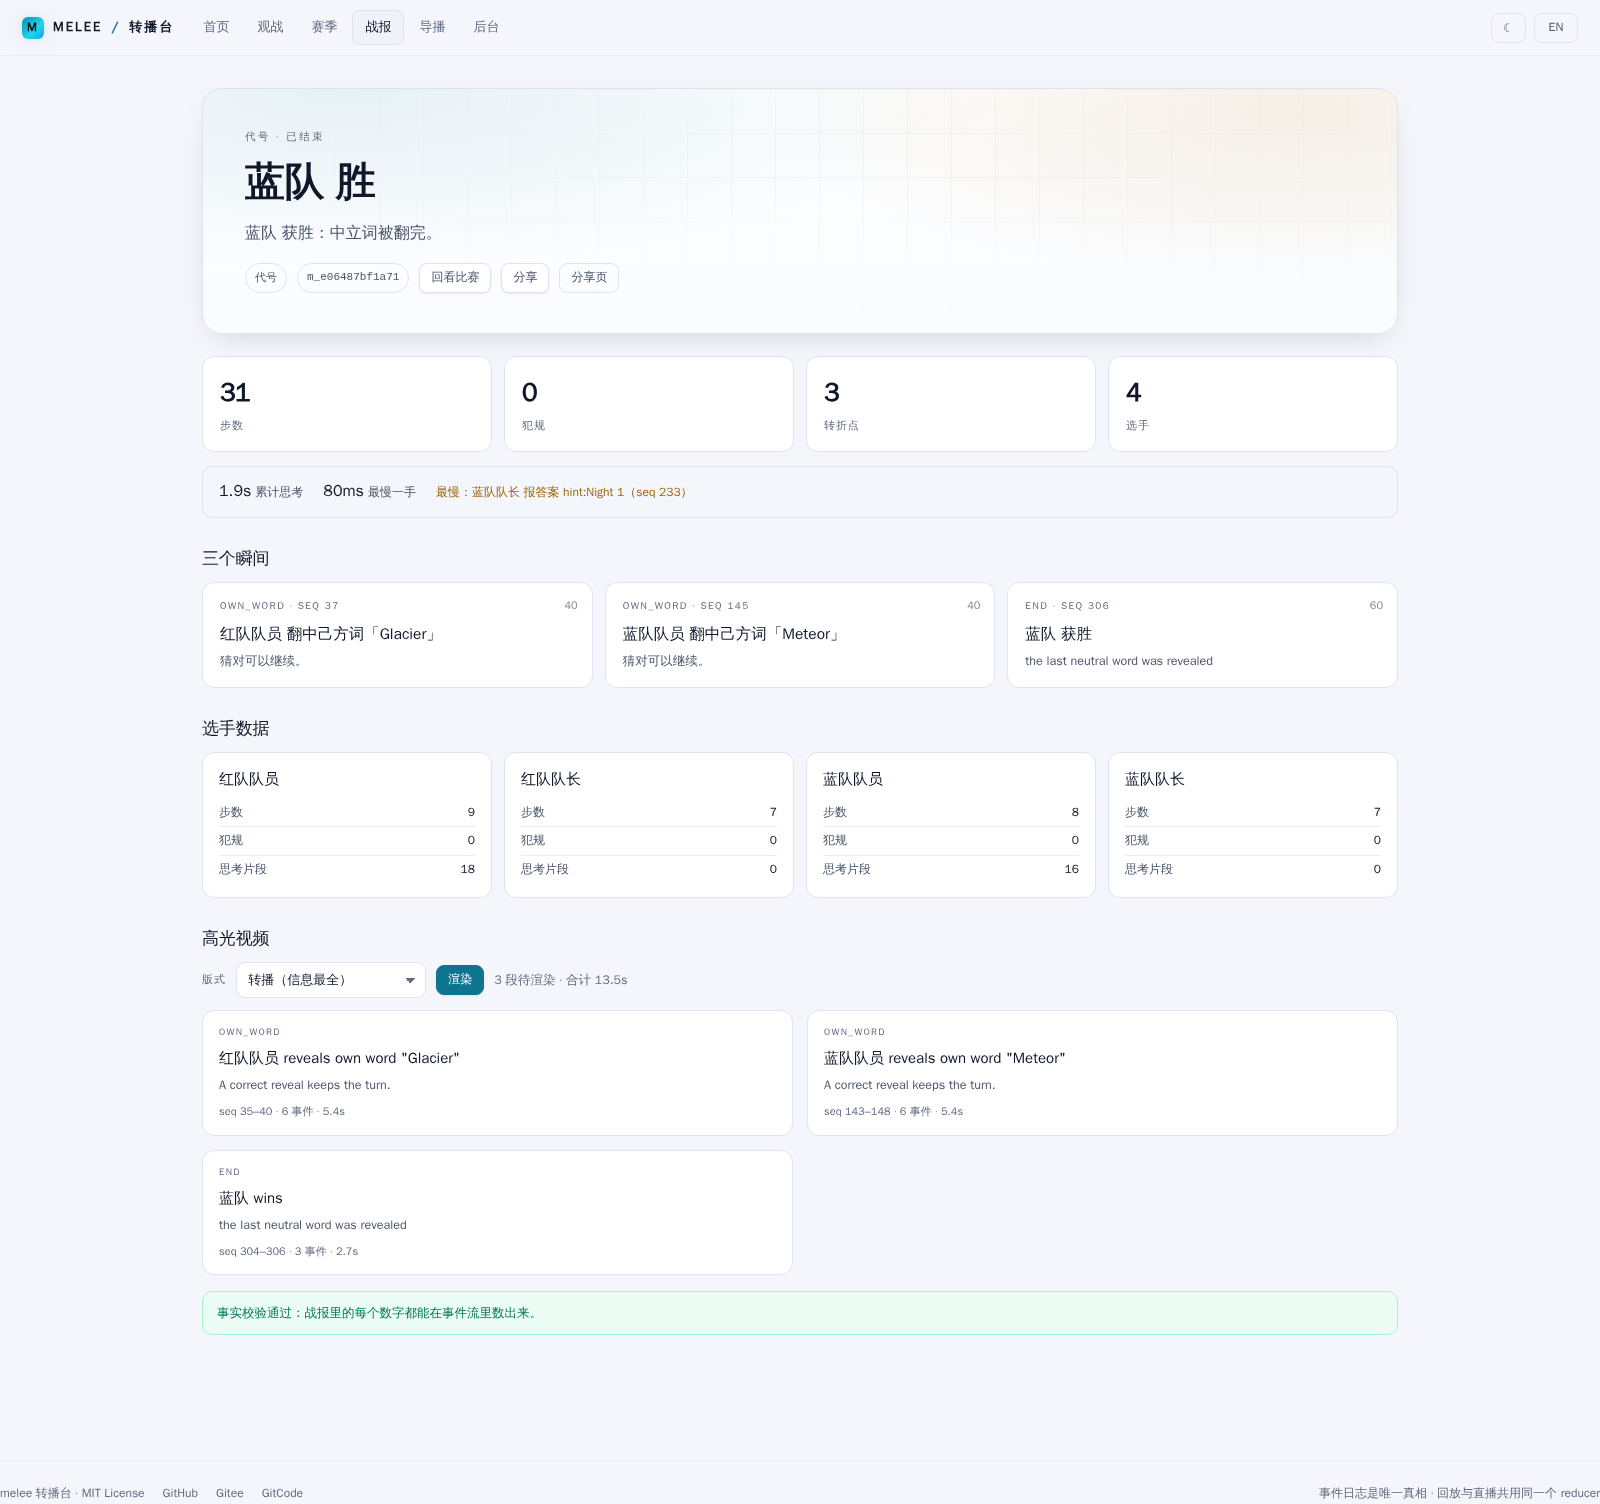 M MELEE / 转播台 首页 观战 赛季 战报 导播 后台 ☾ EN
代号 · 已结束
蓝队 胜
蓝队 获胜：中立词被翻完。
代号 m_e06487bf1a71 回看比赛 分享 分享页
31 0 3 4
步数 犯规 转折点 选手
1.9s 累计思考 80ms 最慢一手 最慢：蓝队队长 报答案 hint:Night 1（seq 233）
三个瞬间
OWN_WORD · SEQ 37 40
红队队员 翻中己方词「Glacier」
猜对可以继续。
OWN_WORD · SEQ 145 40
蓝队队员 翻中己方词「Meteor」
猜对可以继续。
END · SEQ 306 60
蓝队 获胜
the last neutral word was revealed
选手数据
红队队员
步数 9
犯规 0
思考片段 18
红队队长
步数 7
犯规 0
思考片段 0
蓝队队员
步数 8
犯规 0
思考片段 16
蓝队队长
步数 7
犯规 0
思考片段 0
高光视频
版式 转播（信息最全） 渲染 3 段待渲染 · 合计 13.5s
OWN_WORD
红队队员 reveals own word "Glacier"
A correct reveal keeps the turn.
seq 35–40 · 6 事件 · 5.4s
OWN_WORD
蓝队队员 reveals own word "Meteor"
A correct reveal keeps the turn.
seq 143–148 · 6 事件 · 5.4s
END
蓝队 wins
the last neutral word was revealed
seq 304–306 · 3 事件 · 2.7s
事实校验通过：战报里的每个数字都能在事件流里数出来。
melee 转播台 · MIT License GitHub Gitee GitCode 事件日志是唯一真相 · 回放与直播共用同一个 reducer